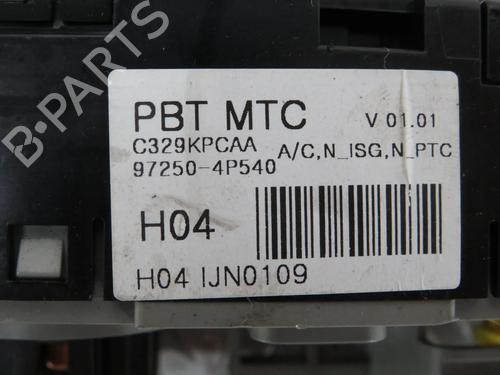 B-PARTS
PBT MTC V 01.01
C329KPCAA A/C,N_ISG,N_PTC
97250-4P540
H04
H04 IJN0109